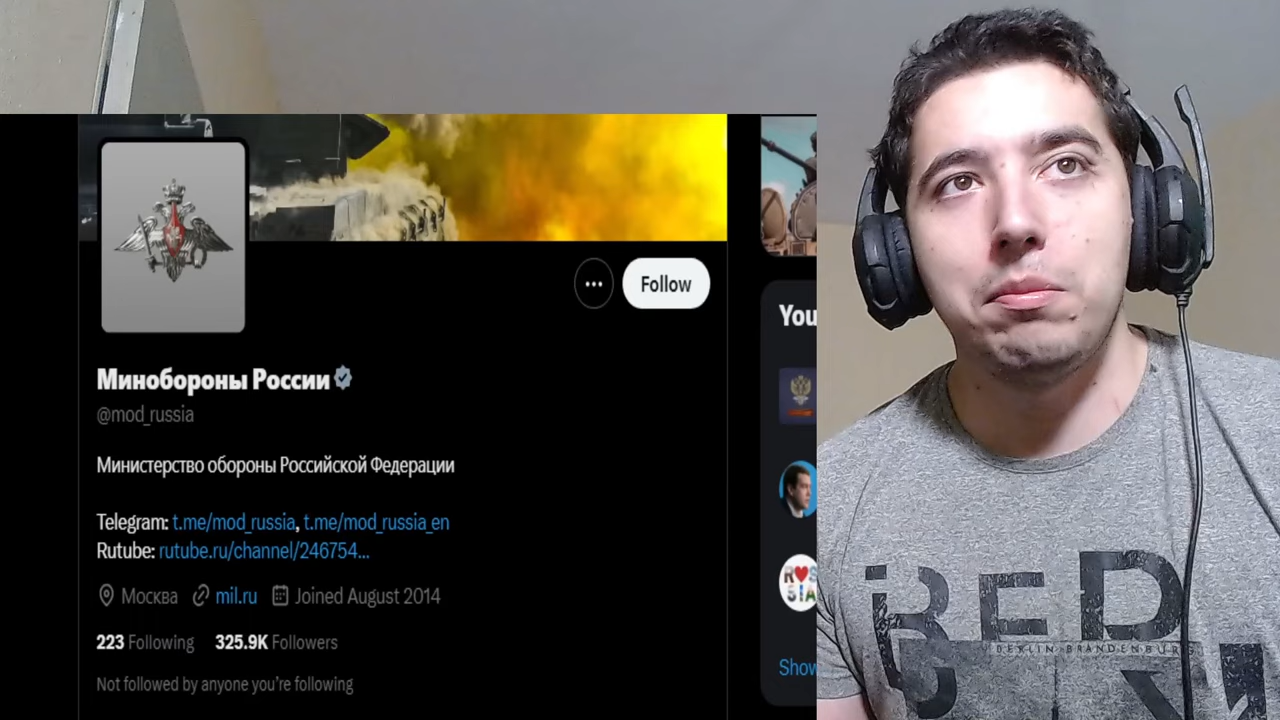 Follow
You
Минобороны России
@mod_russia
Министерство обороны Российской Федерации
Telegram: t.me/mod_russia, t.me/mod_russia_en
Rutube: rutube.ru/channel/246754...
Москва mil.ru Joined August 2014
223 Following 325.9K Followers
Not followed by anyone you're following
Show
BERLIN-BRANDENBURG